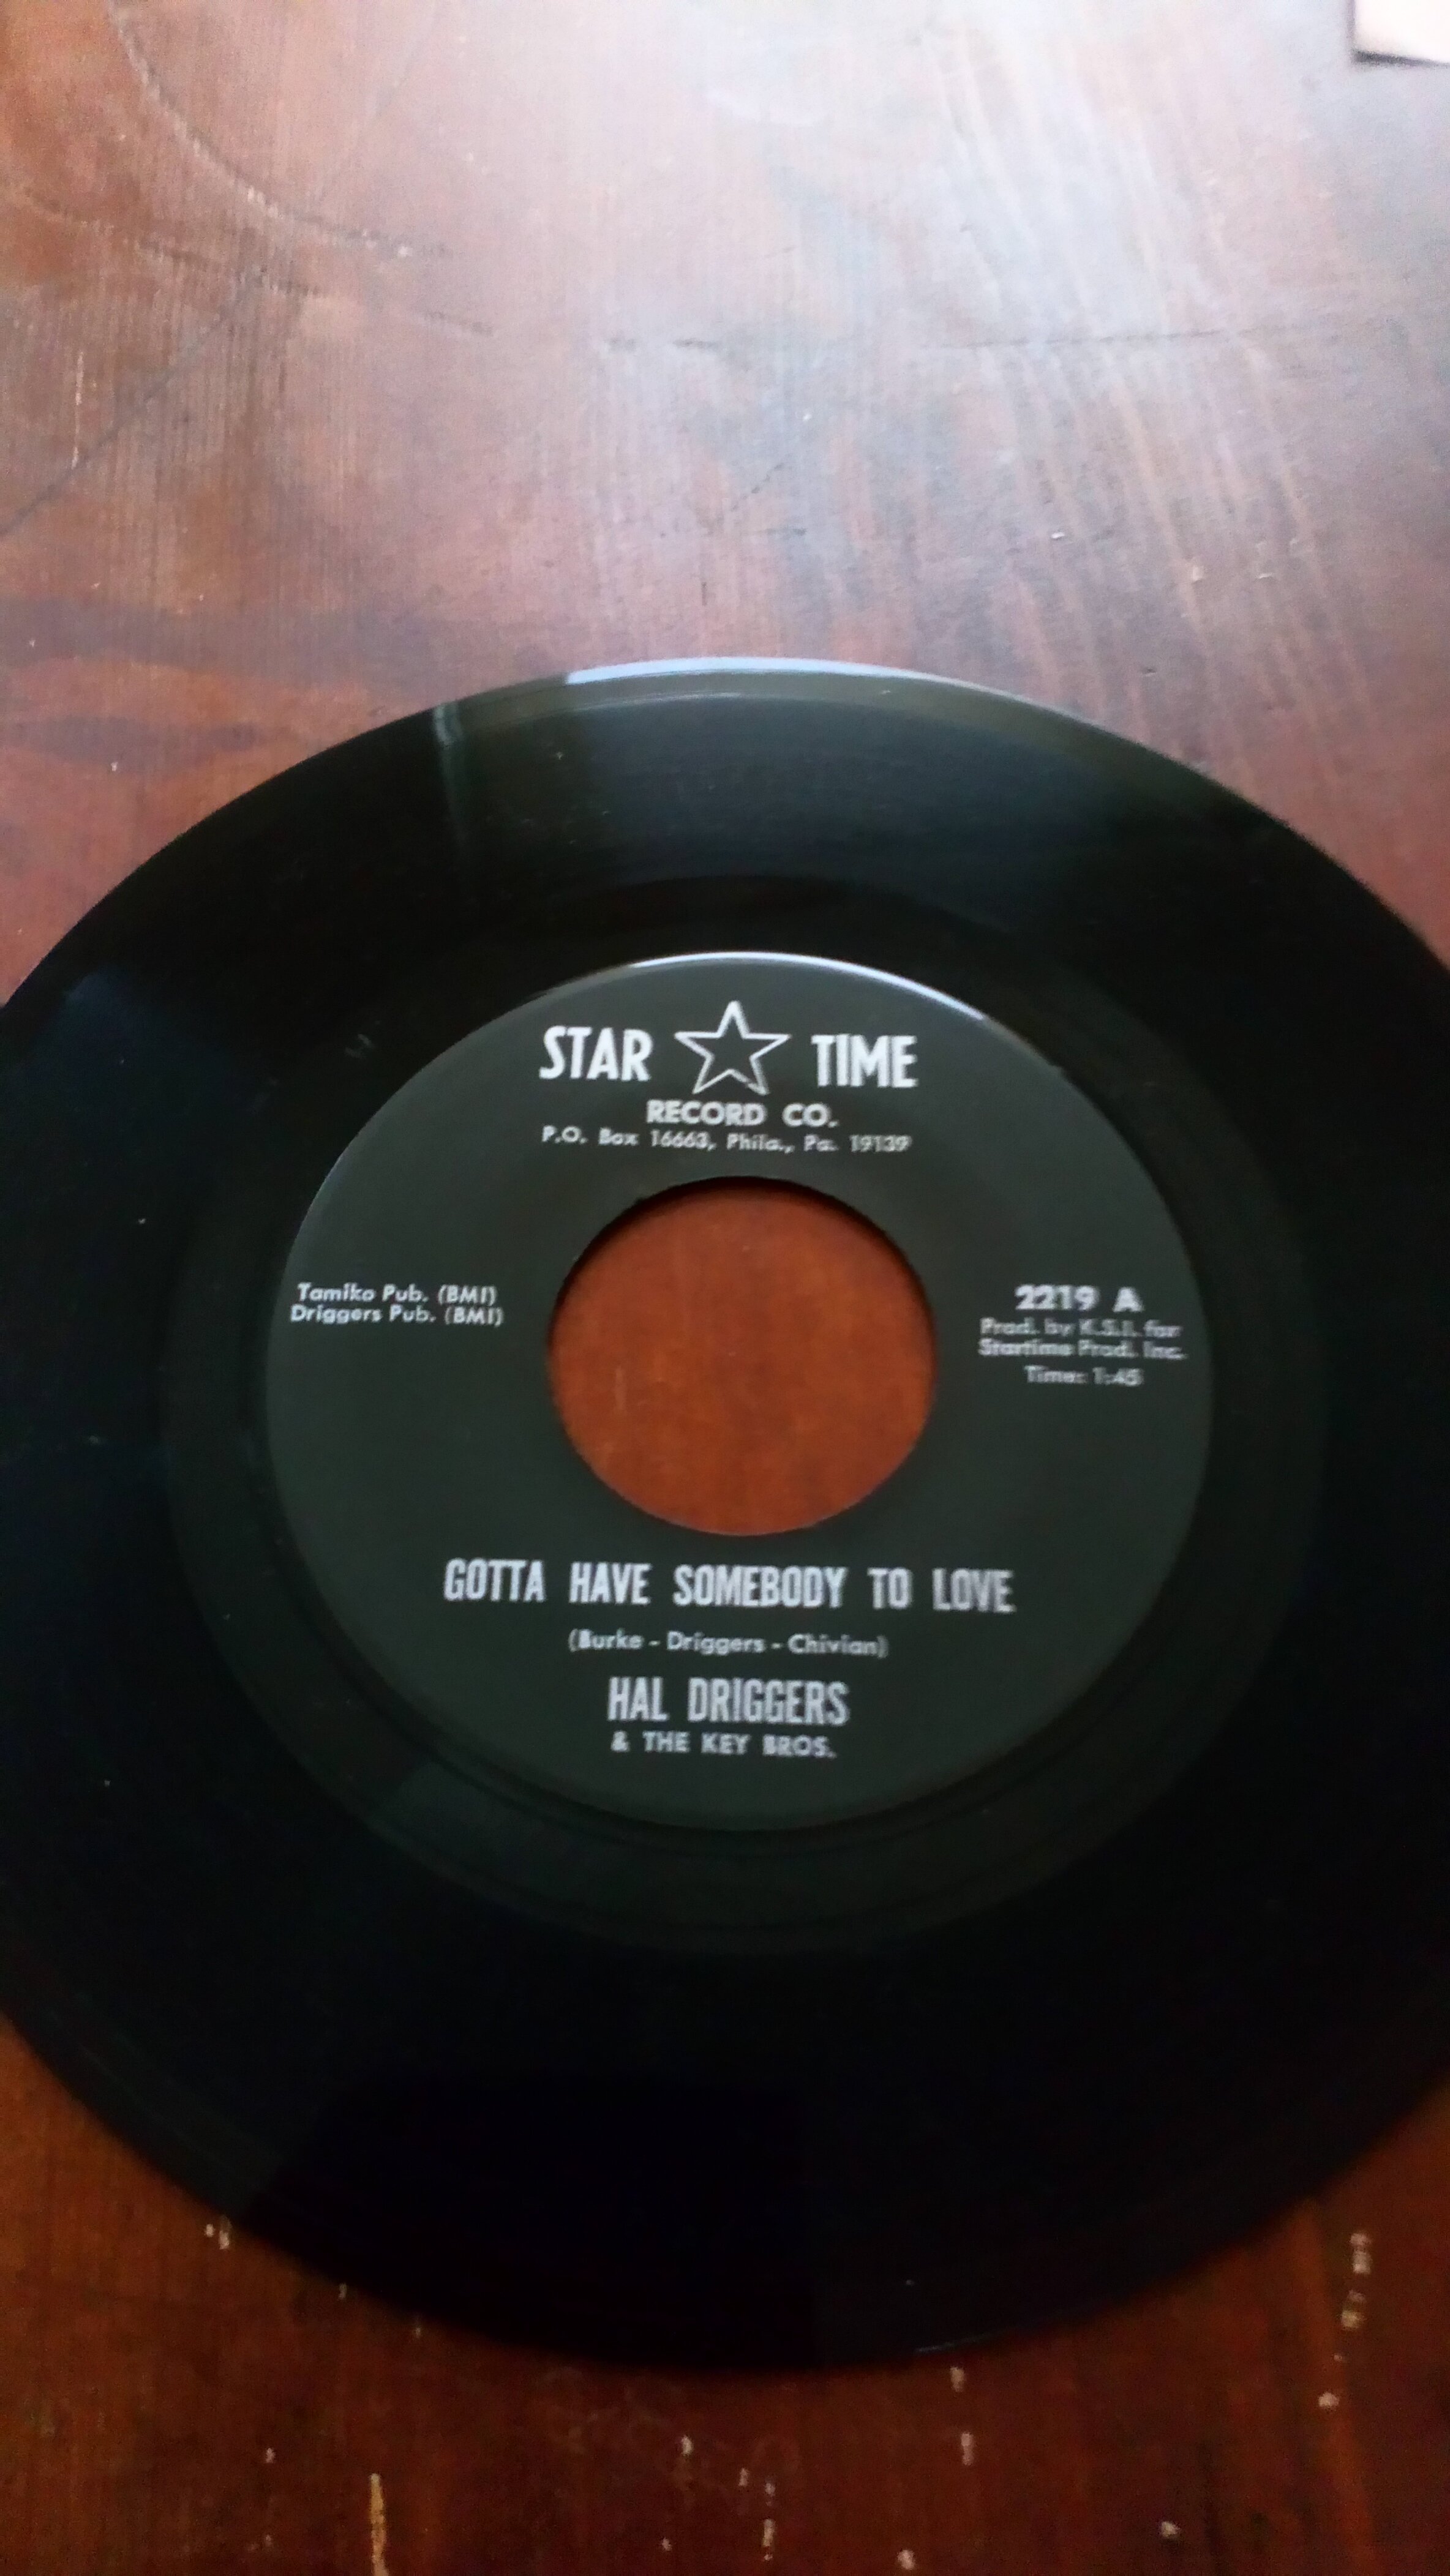 STAR TIME
RECORD CO.
P.O. Box 16663, Phila., Pa. 19139
Tamiko Pub. (BMI)
Driggers Pub. (BMI)
2219 A
Prod. by K.S.I. for
Startime Prod. Inc.
Time: 1:45
GOTTA HAVE SOMEBODY TO LOVE
(Burke - Driggers - Chivian)
HAL DRIGGERS
& THE KEY BROS.